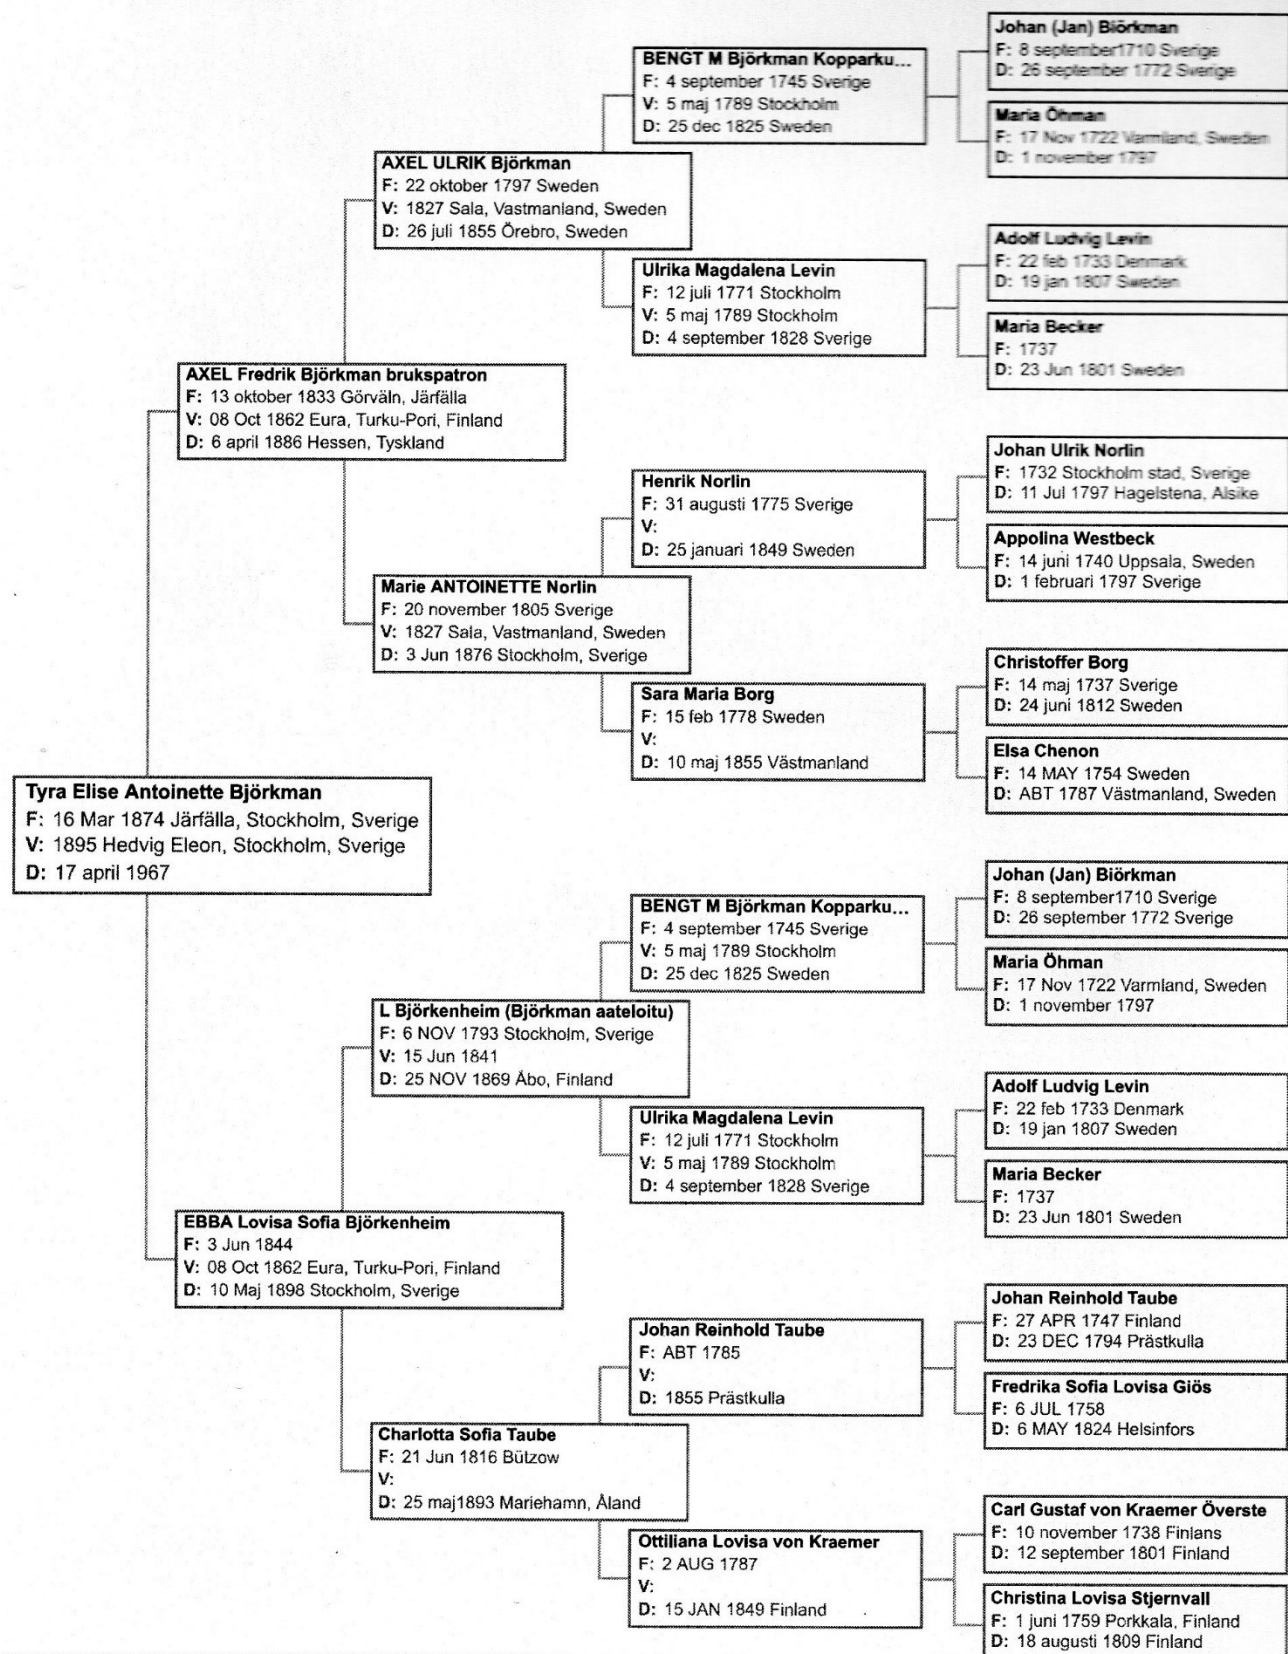 Johan (Jan) Biörkman
F: 8 september1710 Sverige
D: 26 september 1772 Sverige
BENGT M Björkman Kopparku...
F: 4 september 1745 Sverige
V: 5 maj 1789 Stockholm
D: 25 dec 1825 Sweden
Maria Öhman
F: 17 Nov 1722 Varmland, Sweden
D: 1 november 1797
AXEL ULRIK Björkman
F: 22 oktober 1797 Sweden
V: 1827 Sala, Vastmanland, Sweden
D: 26 juli 1855 Örebro, Sweden
Adolf Ludvig Levin
F: 22 feb 1733 Denmark
D: 19 jan 1807 Sweden
Ulrika Magdalena Levin
F: 12 juli 1771 Stockholm
V: 5 maj 1789 Stockholm
D: 4 september 1828 Sverige
Maria Becker
F: 1737
D: 23 Jun 1801 Sweden
AXEL Fredrik Björkman brukspatron
F: 13 oktober 1833 Görväln, Järfälla
V: 08 Oct 1862 Eura, Turku-Pori, Finland
D: 6 april 1886 Hessen, Tyskland
Johan Ulrik Norlin
F: 1732 Stockholm stad, Sverige
D: 11 Jul 1797 Hagelstena, Alsike
Henrik Norlin
F: 31 augusti 1775 Sverige
V:
D: 25 januari 1849 Sweden
Appolina Westbeck
F: 14 juni 1740 Uppsala, Sweden
D: 1 februari 1797 Sverige
Marie ANTOINETTE Norlin
F: 20 november 1805 Sverige
V: 1827 Sala, Vastmanland, Sweden
D: 3 Jun 1876 Stockholm, Sverige
Christoffer Borg
F: 14 maj 1737 Sverige
D: 24 juni 1812 Sweden
Sara Maria Borg
F: 15 feb 1778 Sweden
V:
D: 10 maj 1855 Västmanland
Elsa Chenon
F: 14 MAY 1754 Sweden
D: ABT 1787 Västmanland, Sweden
Tyra Elise Antoinette Björkman
F: 16 Mar 1874 Järfälla, Stockholm, Sverige
V: 1895 Hedvig Eleon, Stockholm, Sverige
D: 17 april 1967
Johan (Jan) Biörkman
F: 8 september1710 Sverige
D: 26 september 1772 Sverige
BENGT M Björkman Kopparku...
F: 4 september 1745 Sverige
V: 5 maj 1789 Stockholm
D: 25 dec 1825 Sweden
Maria Öhman
F: 17 Nov 1722 Varmland, Sweden
D: 1 november 1797
L Björkenheim (Björkman aateloitu)
F: 6 NOV 1793 Stockholm, Sverige
V: 15 Jun 1841
D: 25 NOV 1869 Åbo, Finland
Adolf Ludvig Levin
F: 22 feb 1733 Denmark
D: 19 jan 1807 Sweden
Ulrika Magdalena Levin
F: 12 juli 1771 Stockholm
V: 5 maj 1789 Stockholm
D: 4 september 1828 Sverige
Maria Becker
F: 1737
D: 23 Jun 1801 Sweden
EBBA Lovisa Sofia Björkenheim
F: 3 Jun 1844
V: 08 Oct 1862 Eura, Turku-Pori, Finland
D: 10 Maj 1898 Stockholm, Sverige
Johan Reinhold Taube
F: 27 APR 1747 Finland
D: 23 DEC 1794 Prästkulla
Johan Reinhold Taube
F: ABT 1785
V:
D: 1855 Prästkulla
Fredrika Sofia Lovisa Giös
F: 6 JUL 1758
D: 6 MAY 1824 Helsinfors
Charlotta Sofia Taube
F: 21 Jun 1816 Bützow
V:
D: 25 maj1893 Mariehamn, Åland
Carl Gustaf von Kraemer Överste
F: 10 november 1738 Finlans
D: 12 september 1801 Finland
Ottiliana Lovisa von Kraemer
F: 2 AUG 1787
V:
D: 15 JAN 1849 Finland
Christina Lovisa Stjernvall
F: 1 juni 1759 Porkkala, Finland
D: 18 augusti 1809 Finland